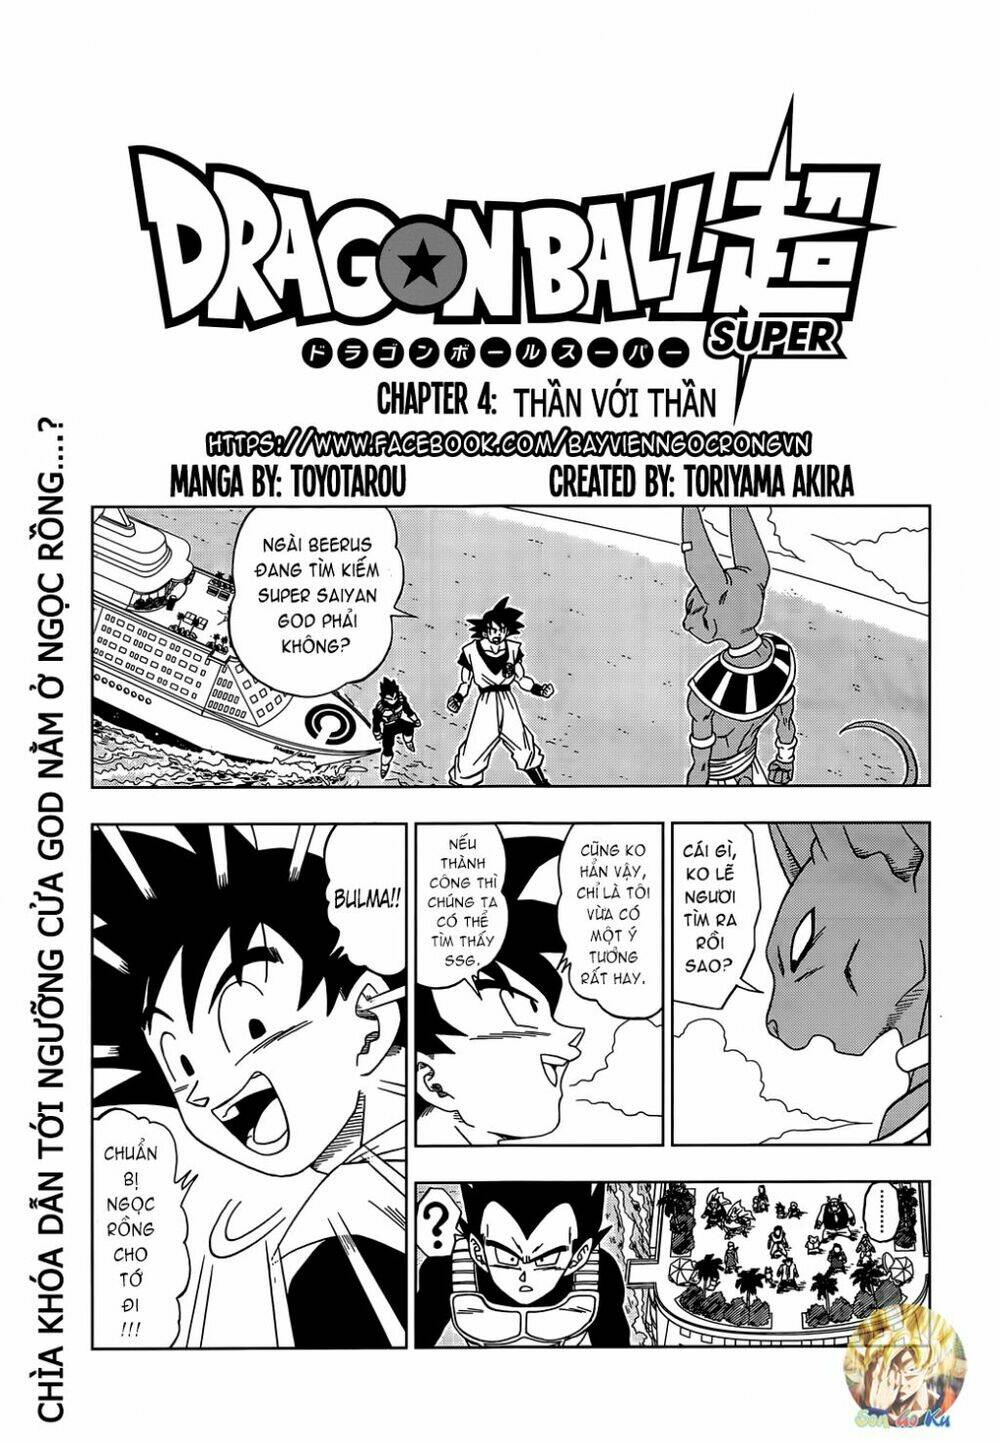 DRAGON BALL 超
SUPER
ドラゴンボールスーパー
CHAPTER 4: THẦN VỚI THẦN
HTTPS://WWW.FACEBOOK.COM/BAYVIENNGOCRONGVN
MANGA BY: TOYOTAROU CREATED BY: TORIYAMA AKIRA
CHÌA KHÓA DẪN TỚI NGƯỠNG CỬA GOD NẰM Ở NGỌC RỒNG....?
NGÀI BEERUS
ĐANG TÌM KIẾM
SUPER SAIYAN
GOD PHẢI
KHÔNG?
CÁI GÌ,
KO LẼ
NGƯƠI
TÌM RA
RỒI
SAO?
CŨNG KO
HẲN VẬY,
CHỈ LÀ TÔI
VỪA CÓ
MỘT Ý
TƯỞNG
RẤT HAY.
NẾU
THÀNH
CÔNG THÌ
CHÚNG TA
CÓ THỂ
TÌM THẤY
SSG.
BULMA!!
CHUẨN
BỊ
NGỌC
RỒNG
CHO
TỚ
ĐI
!!!
..........
?
Son Go Ku